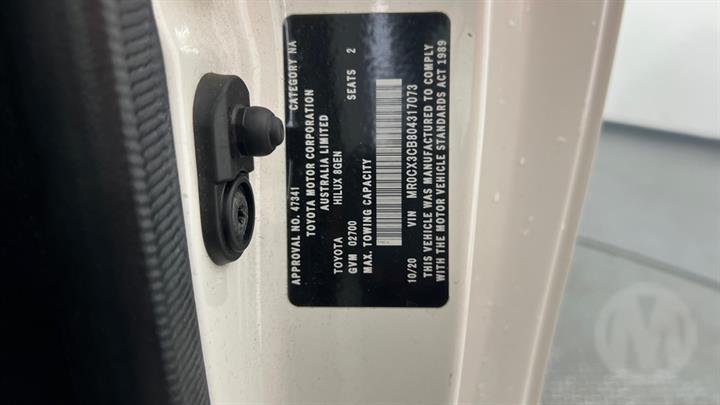 APPROVAL NO. 47341 CATEGORY NA
TOYOTA MOTOR CORPORATION
AUSTRALIA LIMITED
TOYOTA HILUX 8GEN
GVM 02700 SEATS 2
MAX. TOWING CAPACITY
10/20 VIN MR0CX3CB804317073
THIS VEHICLE WAS MANUFACTURED TO COMPLY
WITH THE MOTOR VEHICLE STANDARDS ACT 1989
M